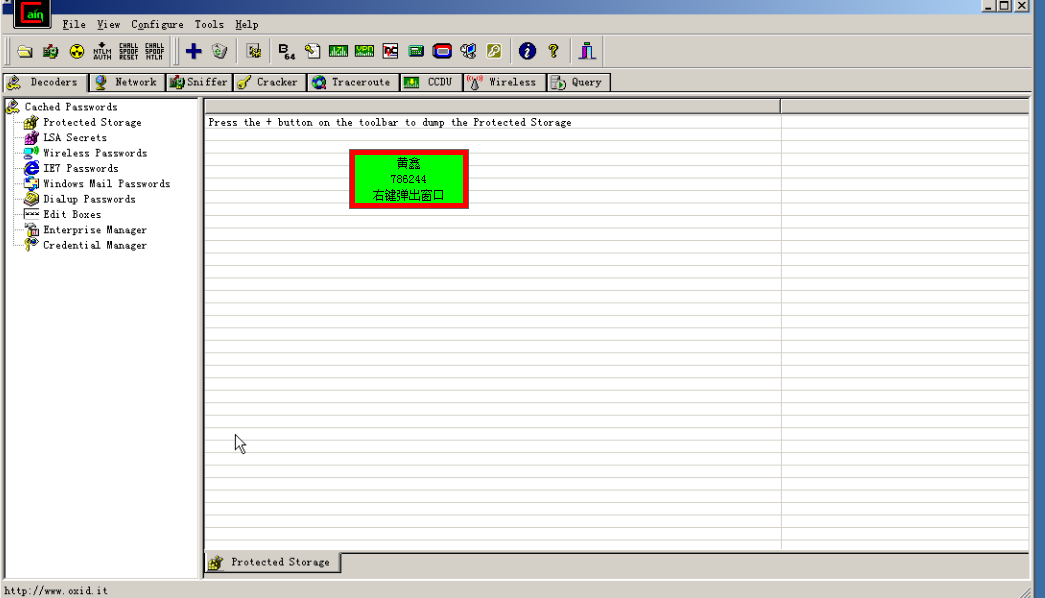 Cain
File View Configure Tools Help
NTLM AUTH
CHALL SPOOF RESET
CHALL SPOOF NTLM
B64
Decoders Network Sniffer Cracker Traceroute CCDU Wireless Query
Cached Passwords
Protected Storage
LSA Secrets
Wireless Passwords
IE7 Passwords
Windows Mail Passwords
Dialup Passwords
Edit Boxes
Enterprise Manager
Credential Manager
Press the + button on the toolbar to dump the Protected Storage
黄鑫
786244
右键弹出窗口
Protected Storage
http://www.oxid.it